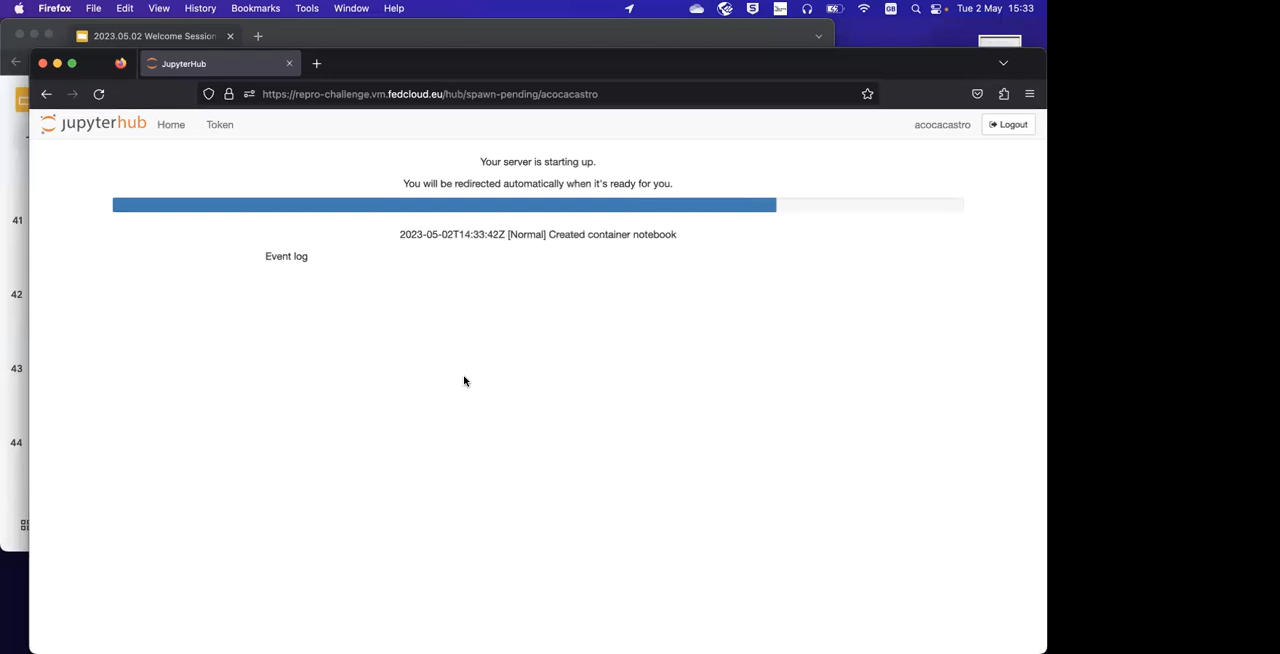 Firefox File Edit View History Bookmarks Tools Window Help
GB
Tue 2 May 15:33
2023.05.02 Welcome Session
JupyterHub
https://repro-challenge.vm.fedcloud.eu/hub/spawn-pending/acocacastro
jupyterhub Home Token
acocacastro Logout
Your server is starting up.
You will be redirected automatically when it's ready for you.
2023-05-02T14:33:42Z [Normal] Created container notebook
Event log
41
42
43
44